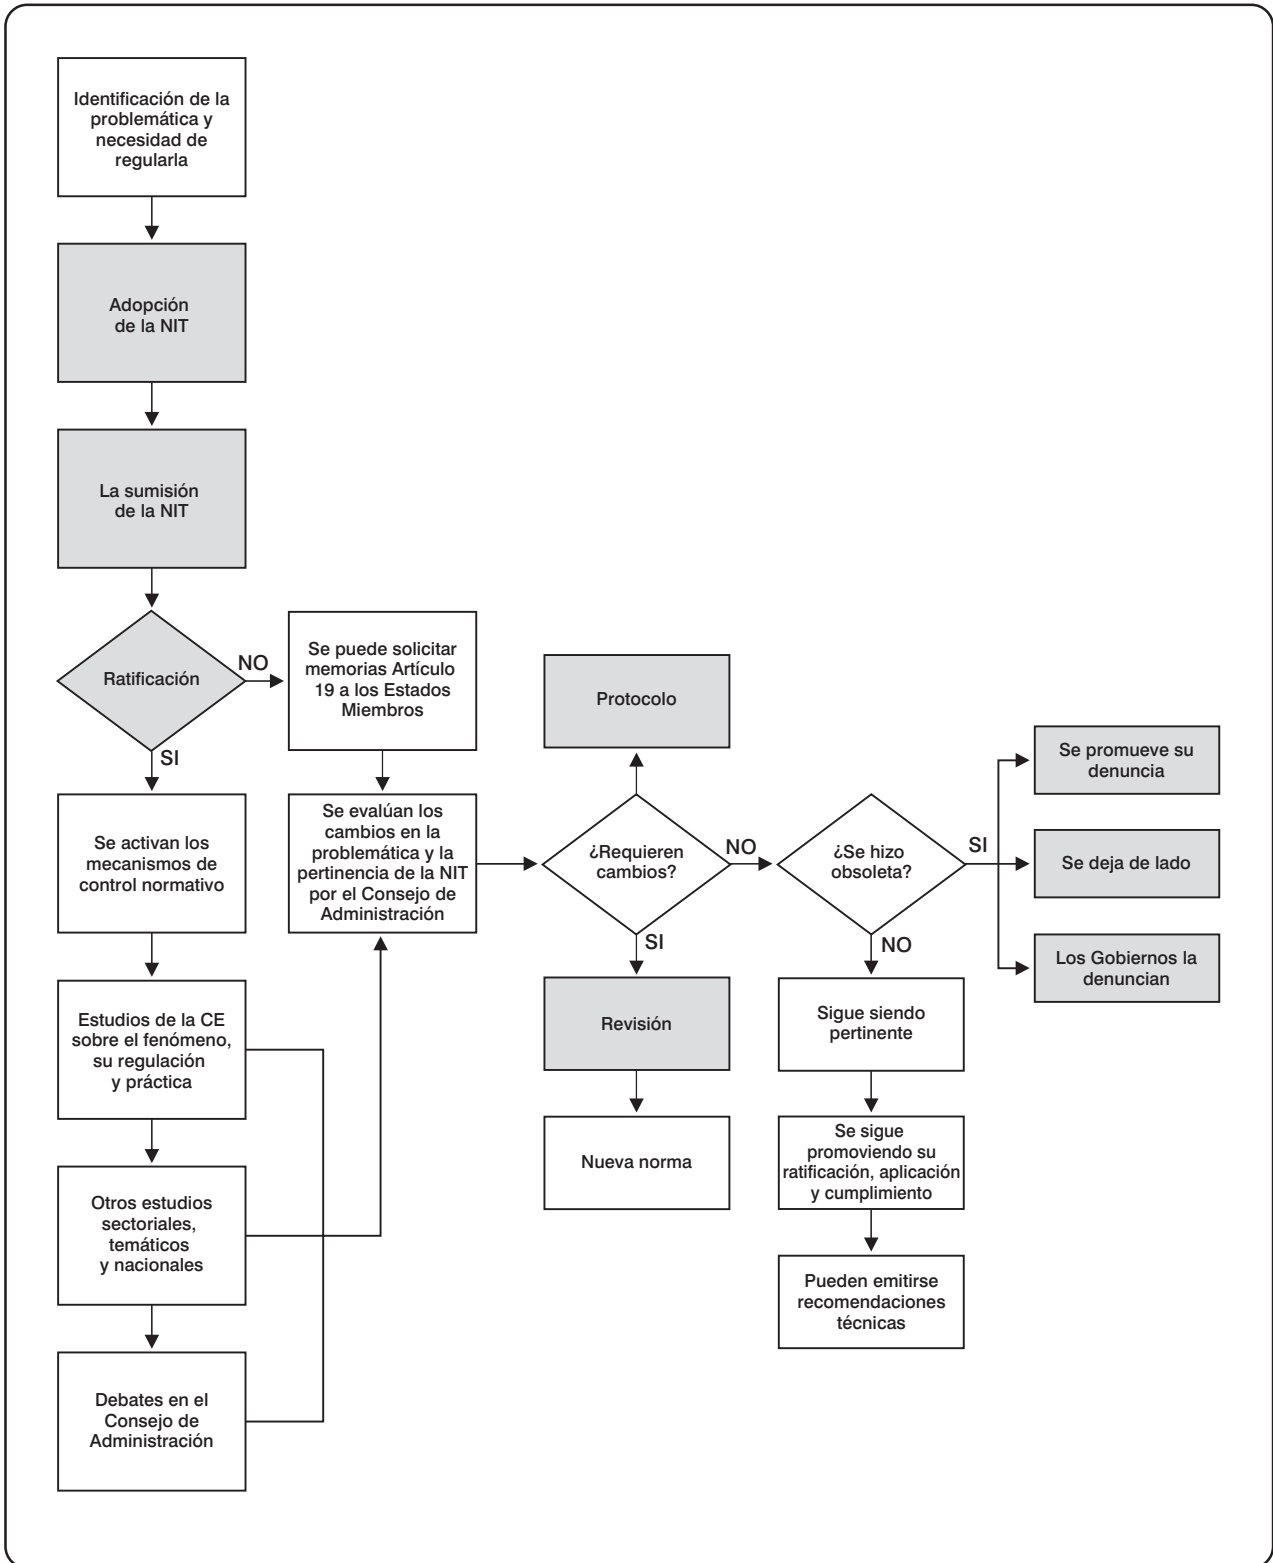 Identificación de la
problemática y
necesidad de
regularla
Adopción
de la NIT
La sumisión
de la NIT
Ratificación
NO
SI
Se puede solicitar
memorias Artículo
19 a los Estados
Miembros
Se activan los
mecanismos de
control normativo
Se evalúan los
cambios en la
problemática y la
pertinencia de la NIT
por el Consejo de
Administración
Estudios de la CE
sobre el fenómeno,
su regulación
y práctica
Otros estudios
sectoriales,
temáticos
y nacionales
Debates en el
Consejo de
Administración
Protocolo
¿Requieren
cambios?
NO
SI
Revisión
Nueva norma
¿Se hizo
obsoleta?
SI
NO
Sigue siendo
pertinente
Se sigue
promoviendo su
ratificación, aplicación
y cumplimiento
Pueden emitirse
recomendaciones
técnicas
Se promueve su
denuncia
Se deja de lado
Los Gobiernos la
denuncian